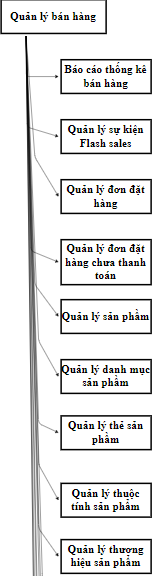 Quản lý bán hàng
Báo cáo thống kê
bán hàng
Quản lý sự kiện
Flash sales
Quản lý đơn đặt
hàng
Quản lý đơn đặt
hàng chưa thanh
toán
Quản lý sản phẩm
Quản lý danh mục
sản phẩm
Quản lý thẻ sản
phẩm
Quản lý thuộc
tính sản phẩm
Quản lý thương
hiệu sản phẩm